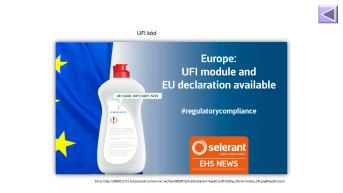 UFI kód
Europe:
UFI module and
EU declaration available
#regulatorycompliance
selerant
EHS NEWS